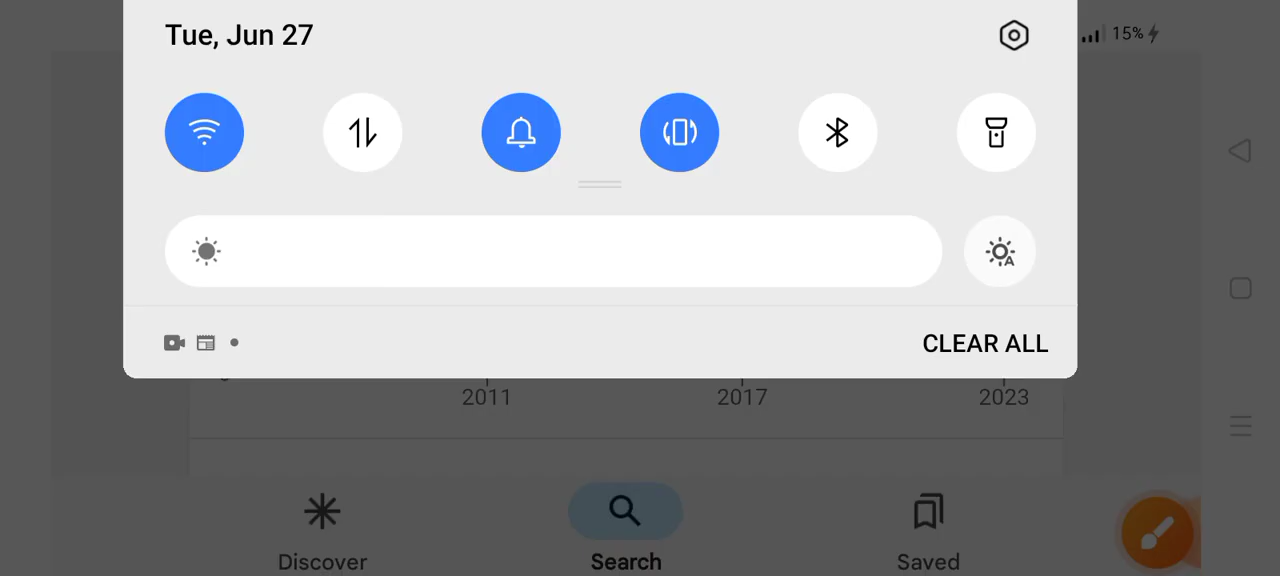 Tue, Jun 27
15%
CLEAR ALL
2011 2017 2023
Discover Search Saved